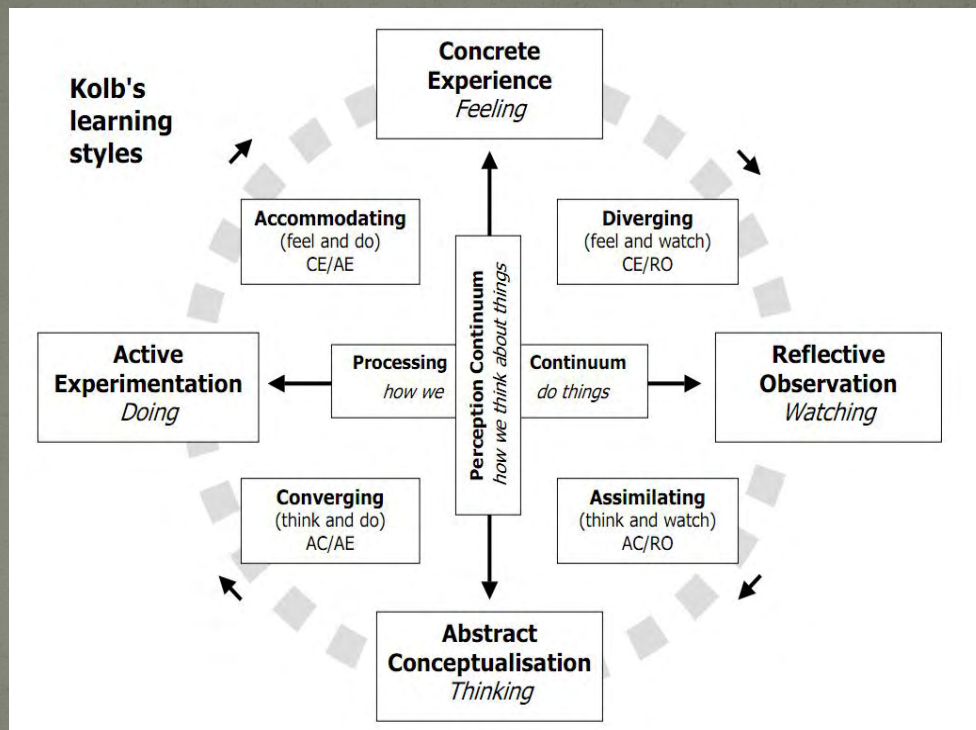 Kolb's
learning
styles
Concrete
Experience
Feeling
Accommodating
(feel and do)
CE/AE
Diverging
(feel and watch)
CE/RO
Active
Experimentation
Doing
Processing
how we
Perception Continuum
how we think about things
Continuum
do things
Reflective
Observation
Watching
Converging
(think and do)
AC/AE
Assimilating
(think and watch)
AC/RO
Abstract
Conceptualisation
Thinking